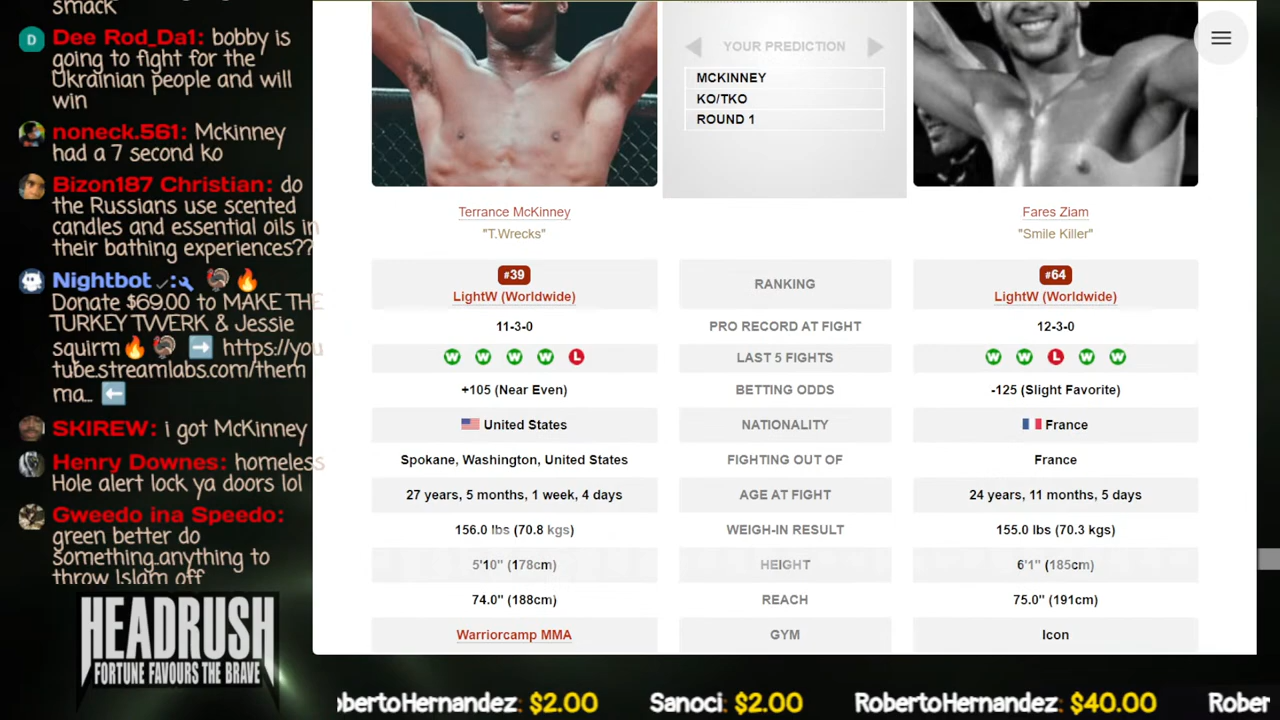 smack
D
Dee Rod_Da1: bobby is
going to fight for the
Ukrainian people and will
win
noneck.561: Mckinney
had a 7 second ko
Bizon187 Christian: do
the Russians use scented
candles and essential oils in
their bathing experiences??
Nightbot
Donate $69.00 to MAKE THE
TURKEY TWERK & Jessie
squirm🔥🦃 ➡️ https://you
tube.streamlabs.com/them
ma... ⬅️
SKIREW: i got McKinney
Henry Downes: homeless
Hole alert lock ya doors lol
Gweedo ina Speedo:
green better do
something.anything to
throw Islam off
HEADRUSH
FORTUNE FAVOURS THE BRAVE
YOUR PREDICTION
MCKINNEY
KO/TKO
ROUND 1
Terrance McKinney
Fares Ziam
"T.Wrecks"
"Smile Killer"
#39
LightW (Worldwide)
RANKING
#64
LightW (Worldwide)
11-3-0 PRO RECORD AT FIGHT 12-3-0
W W W W L LAST 5 FIGHTS W W L W W
+105 (Near Even) BETTING ODDS -125 (Slight Favorite)
United States NATIONALITY France
Spokane, Washington, United States FIGHTING OUT OF France
27 years, 5 months, 1 week, 4 days AGE AT FIGHT 24 years, 11 months, 5 days
156.0 lbs (70.8 kgs) WEIGH-IN RESULT 155.0 lbs (70.3 kgs)
5'10" (178cm) HEIGHT 6'1" (185cm)
74.0" (188cm) REACH 75.0" (191cm)
Warriorcamp MMA GYM Icon
obertoHernandez: $2.00 Sanoci: $2.00 RobertoHernandez: $40.00 Rober